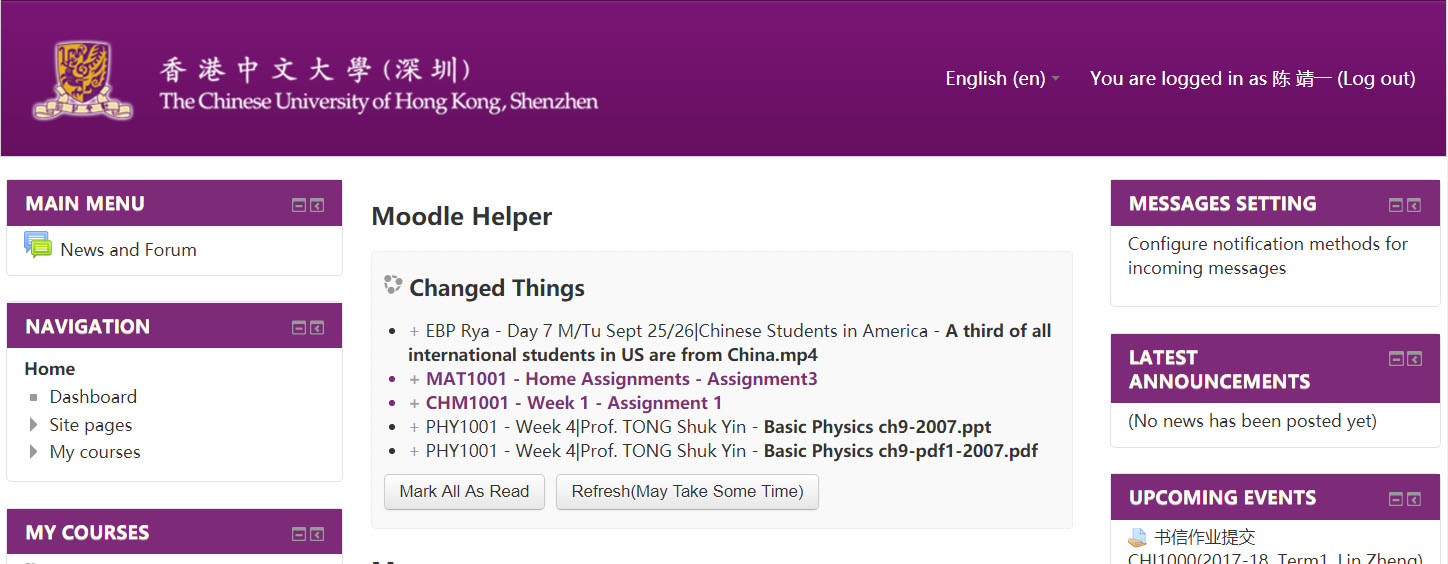 香港中文大學(深圳)
The Chinese University of Hong Kong, Shenzhen
English (en)
You are logged in as 陈 靖一 (Log out)
MAIN MENU
News and Forum
NAVIGATION
Home
Dashboard
Site pages
My courses
MY COURSES
Moodle Helper
Changed Things
+ EBP Rya - Day 7 M/Tu Sept 25/26|Chinese Students in America - A third of all
international students in US are from China.mp4
+ MAT1001 - Home Assignments - Assignment3
+ CHM1001 - Week 1 - Assignment 1
+ PHY1001 - Week 4|Prof. TONG Shuk Yin - Basic Physics ch9-2007.ppt
+ PHY1001 - Week 4|Prof. TONG Shuk Yin - Basic Physics ch9-pdf1-2007.pdf
Mark All As Read
Refresh(May Take Some Time)
MESSAGES SETTING
Configure notification methods for
incoming messages
LATEST
ANNOUNCEMENTS
(No news has been posted yet)
UPCOMING EVENTS
书信作业提交
CHI1000(2017-18, Term1, Lin Zheng)